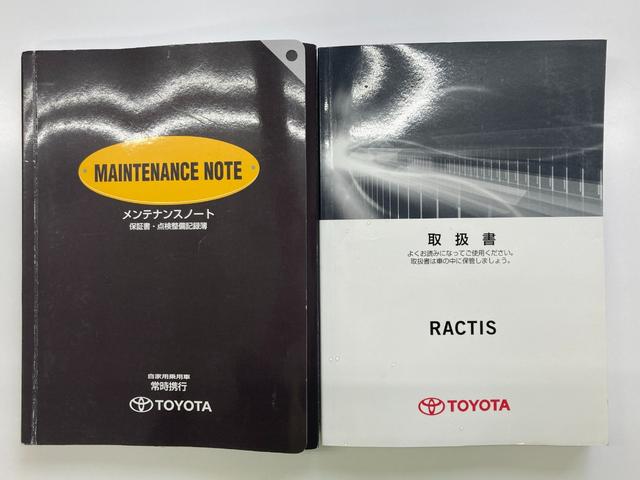 MAINTENANCE NOTE
メンテナンスノート
保証書・点検整備記録簿
自家用乗用車
常時携行
TOYOTA
取扱書
よくお読みになってご使用ください。
取扱書は車の中に保管しましょう。
RACTIS
TOYOTA